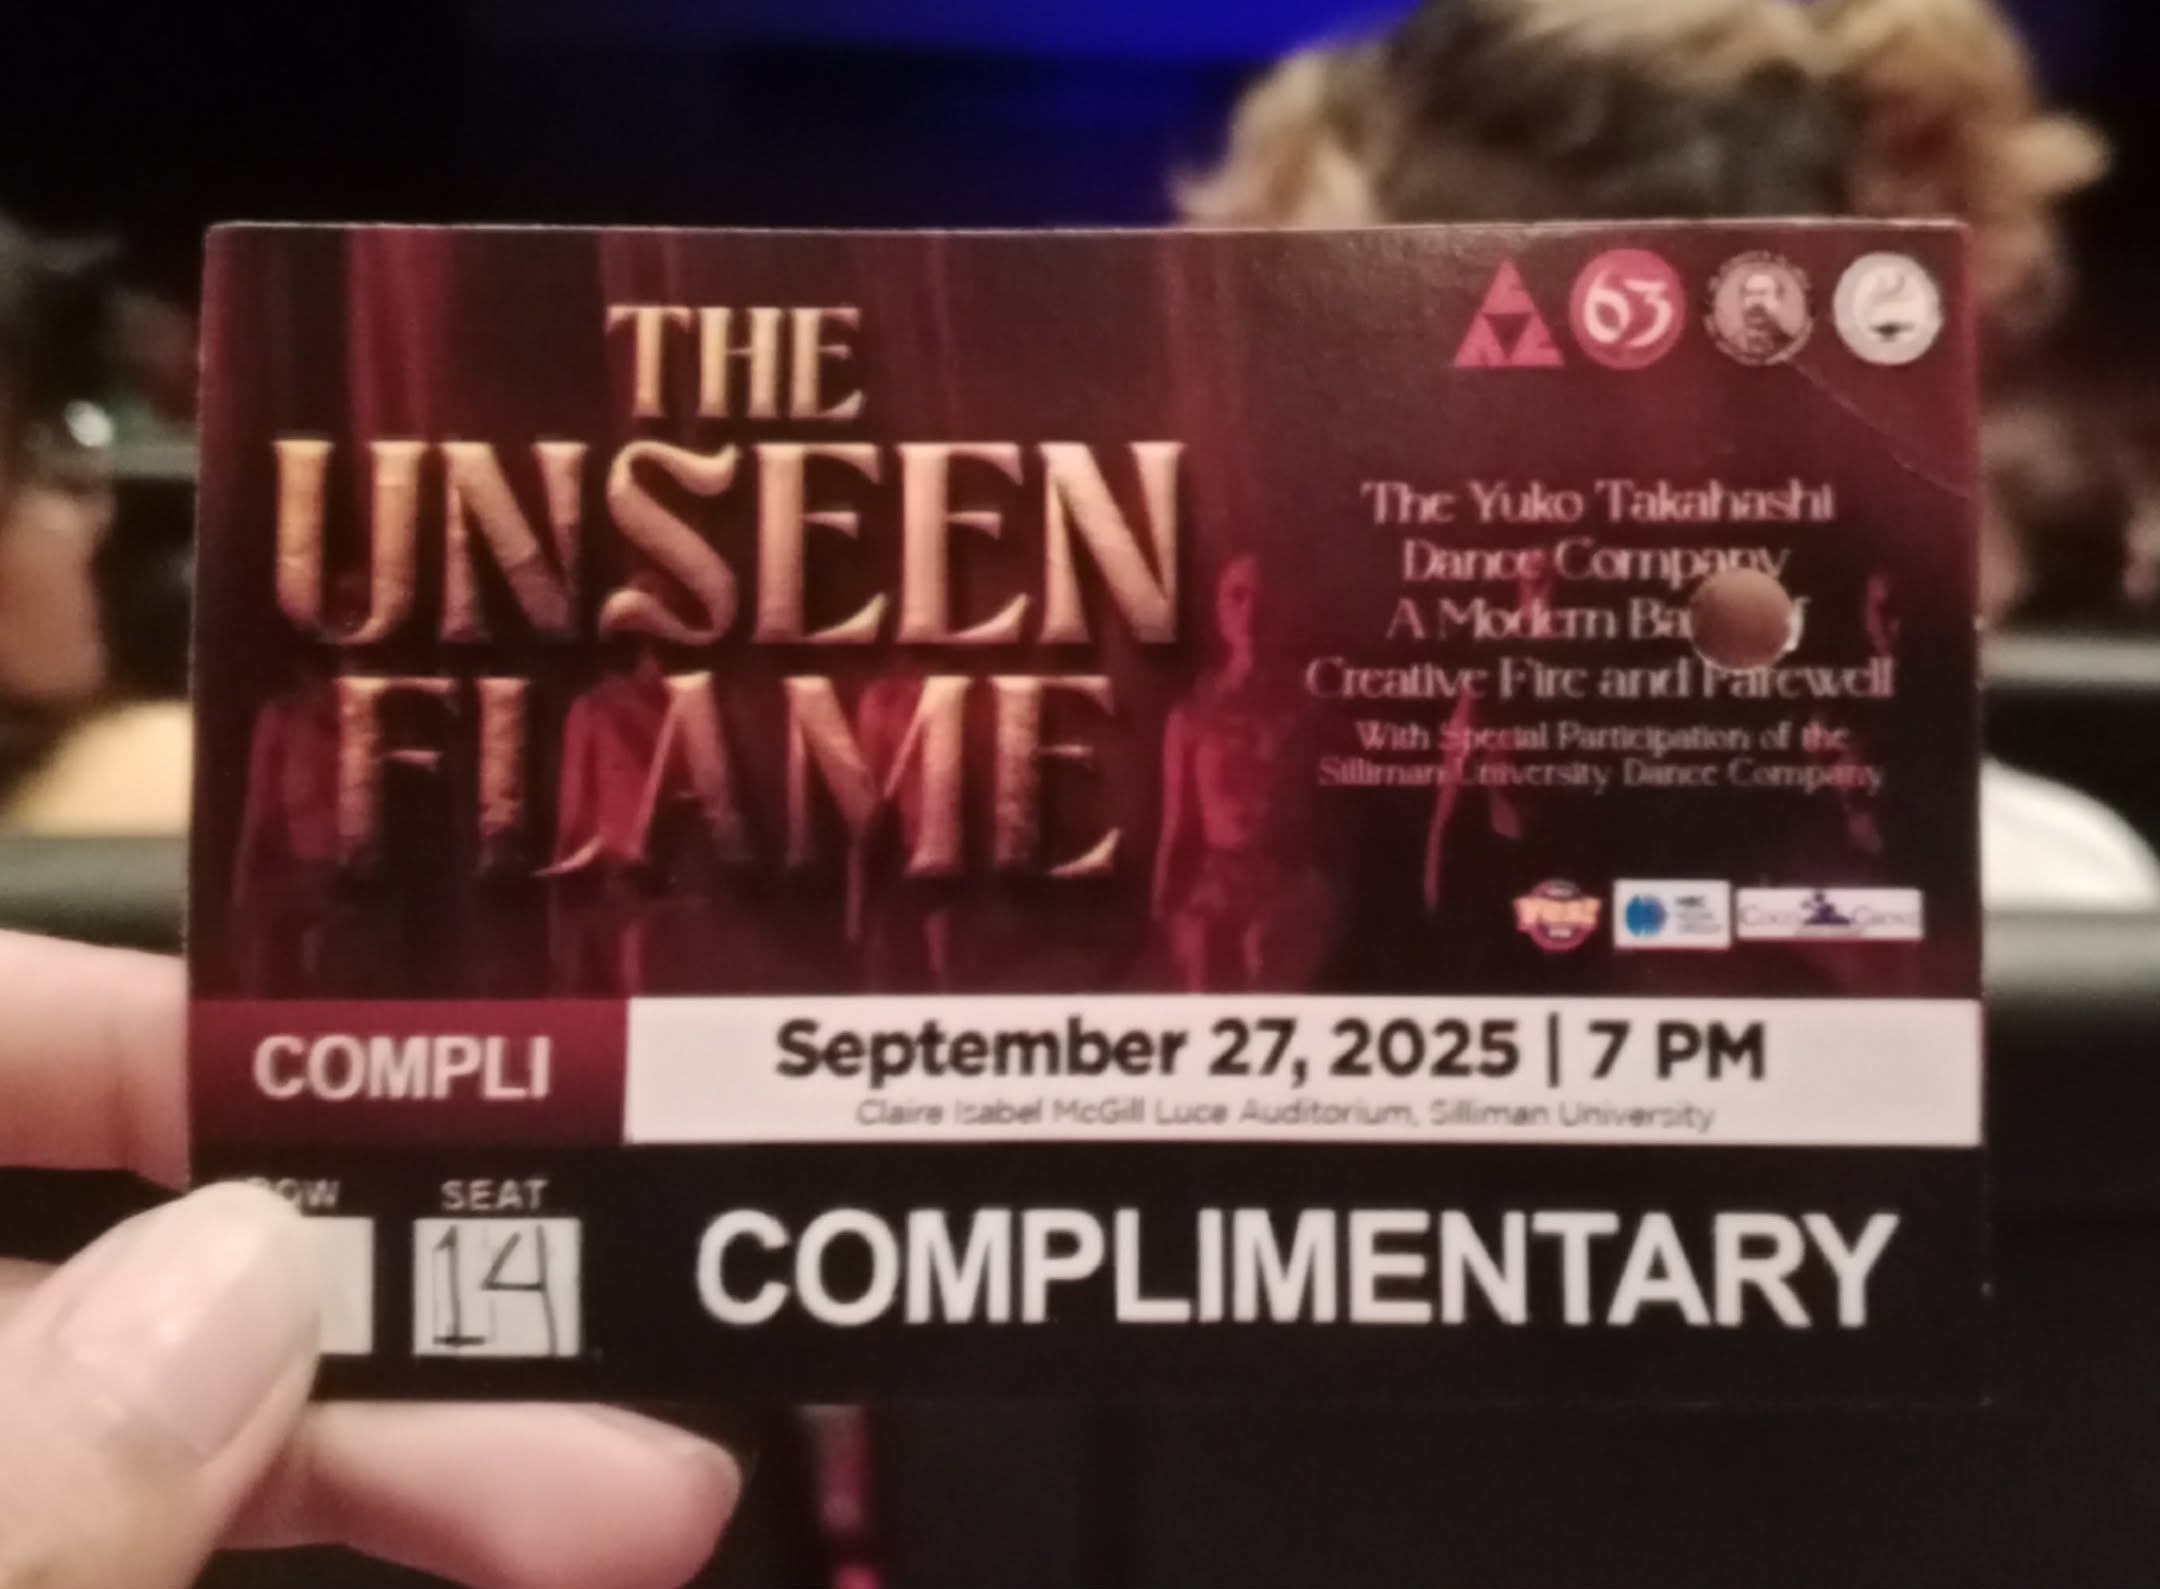 THE
UNSEEN
FLAME
63
The Yuko Takahashi
Dance Company
A Modern
Creative Fire and Farewell
With Special Participation of the
Silliman University Dance Company
COMPLI
September 27, 2025 | 7 PM
Claire Isabel McGill Luce Auditorium, Silliman University
ROW
SEAT
14
COMPLIMENTARY